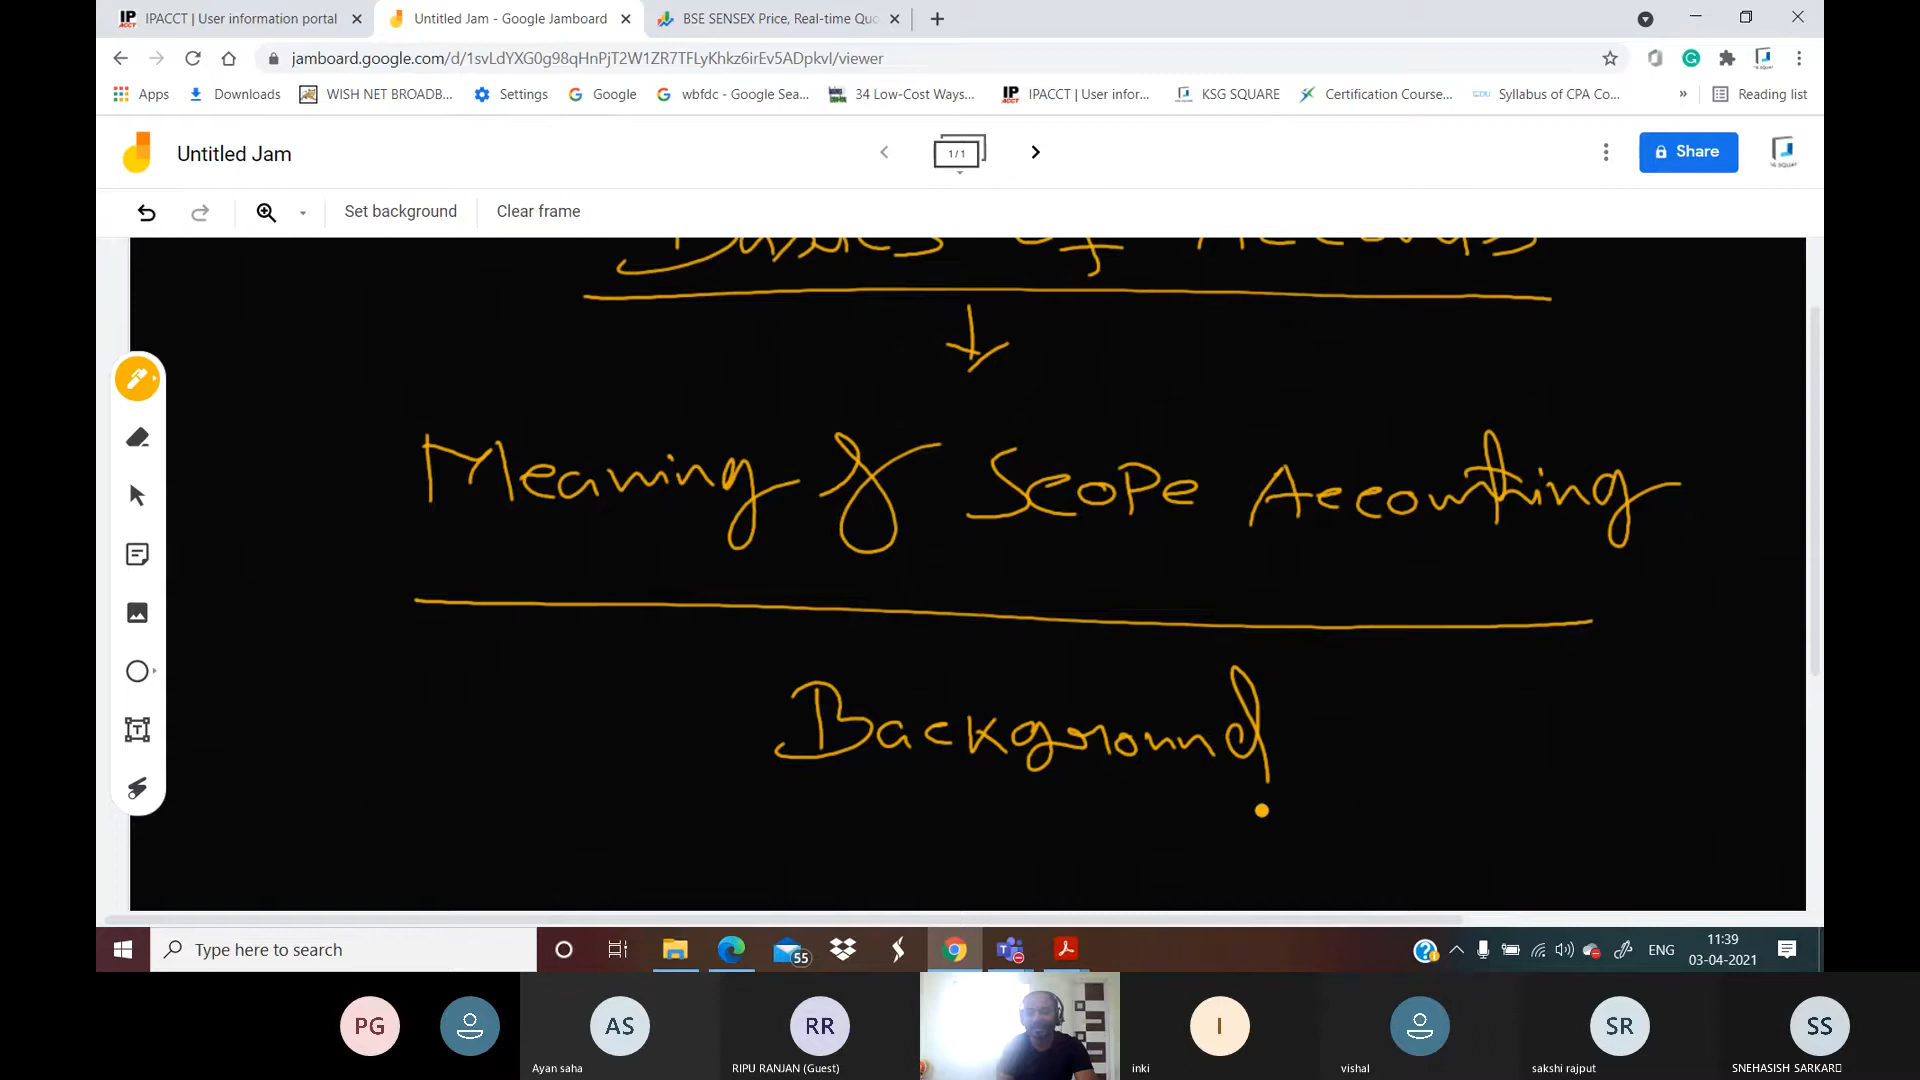 IPACCT | User information portal
Untitled Jam - Google Jamboard
BSE SENSEX Price, Real-time Quo
jamboard.google.com/d/1svLdYXG0g98qHnPjT2W1ZR7TFLyKhkz6irEv5ADpkvI/viewer
Apps
Downloads
WISH NET BROADB...
Settings
Google
wbfdc - Google Sea...
34 Low-Cost Ways...
IPACCT | User infor...
KSG SQUARE
Certification Course...
Syllabus of CPA Co...
»
Reading list
Untitled Jam
1/1
Share
Set background
Clear frame
Basics of Accounts
Meaning & Scope Accounting
Background
Type here to search
55
ENG
11:39
03-04-2021
PG
AS
RR
I
SR
SS
Ayan saha
RIPU RANJAN (Guest)
inki
vishal
sakshi rajput
SNEHASISH SARKAR